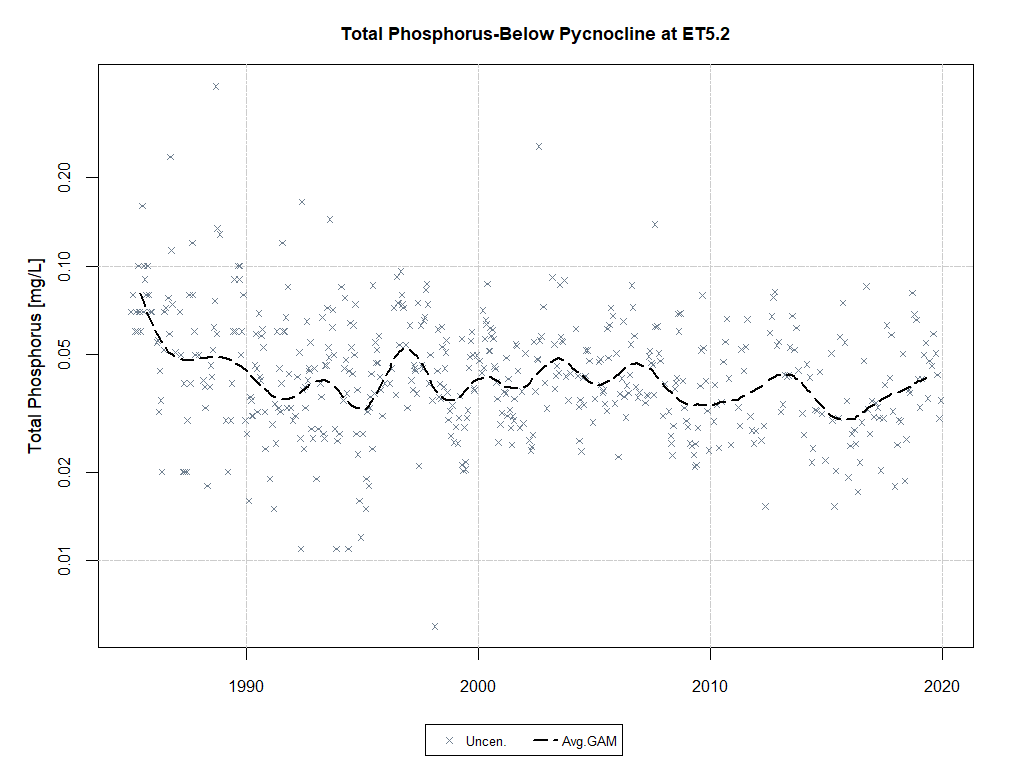 Total Phosphorus-Below Pycnocline at ET5.2
Total Phosphorus [mg/L]
0.20
0.10
0.05
0.02
0.01
1990 2000 2010 2020
Uncen. Avg.GAM